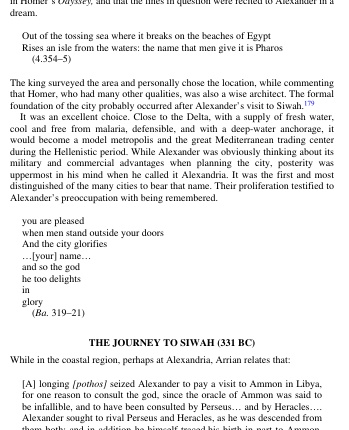 in Homer's Odyssey, and that the lines in question were recited to Alexander in a
dream.
Out of the tossing sea where it breaks on the beaches of Egypt
Rises an isle from the waters: the name that men give it is Pharos
(4.354–5)
The king surveyed the area and personally chose the location, while commenting
that Homer, who had many other qualities, was also a wise architect. The formal
foundation of the city probably occurred after Alexander's visit to Siwah.179
It was an excellent choice. Close to the Delta, with a supply of fresh water,
cool and free from malaria, defensible, and with a deep-water anchorage, it
would become a model metropolis and the great Mediterranean trading center
during the Hellenistic period. While Alexander was obviously thinking about its
military and commercial advantages when planning the city, posterity was
uppermost in his mind when he called it Alexandria. It was the first and most
distinguished of the many cities to bear that name. Their proliferation testified to
Alexander's preoccupation with being remembered.
you are pleased
when men stand outside your doors
And the city glorifies
…[your] name…
and so the god
he too delights
in
glory
(Ba. 319–21)
THE JOURNEY TO SIWAH (331 BC)
While in the coastal region, perhaps at Alexandria, Arrian relates that:
[A] longing [pothos] seized Alexander to pay a visit to Ammon in Libya,
for one reason to consult the god, since the oracle of Ammon was said to
be infallible, and to have been consulted by Perseus… and by Heracles….
Alexander sought to rival Perseus and Heracles, as he was descended from
them both; and in addition he himself traced his birth in part to Ammon,